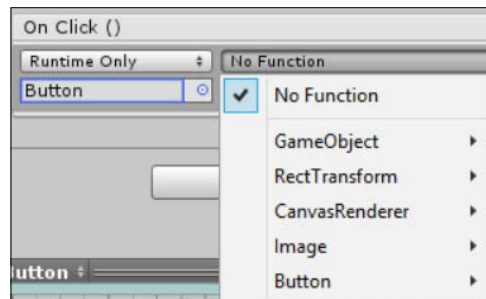 On Click ()
Runtime Only
No Function
Button
No Function
GameObject
RectTransform
CanvasRenderer
Image
Button
utton